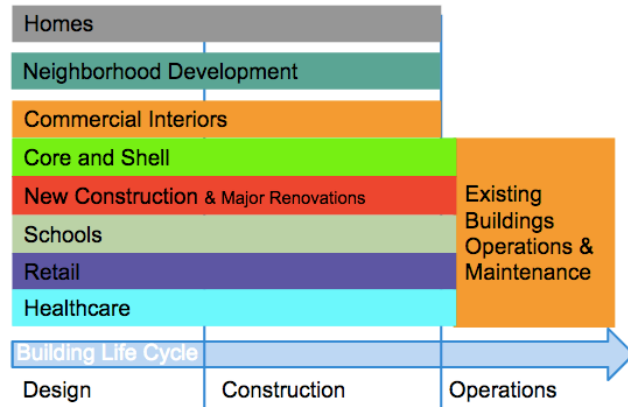 Homes
Neighborhood Development
Commercial Interiors
Core and Shell
New Construction & Major Renovations
Schools
Retail
Healthcare
Existing
Buildings
Operations &
Maintenance
Building Life Cycle
Design
Construction
Operations